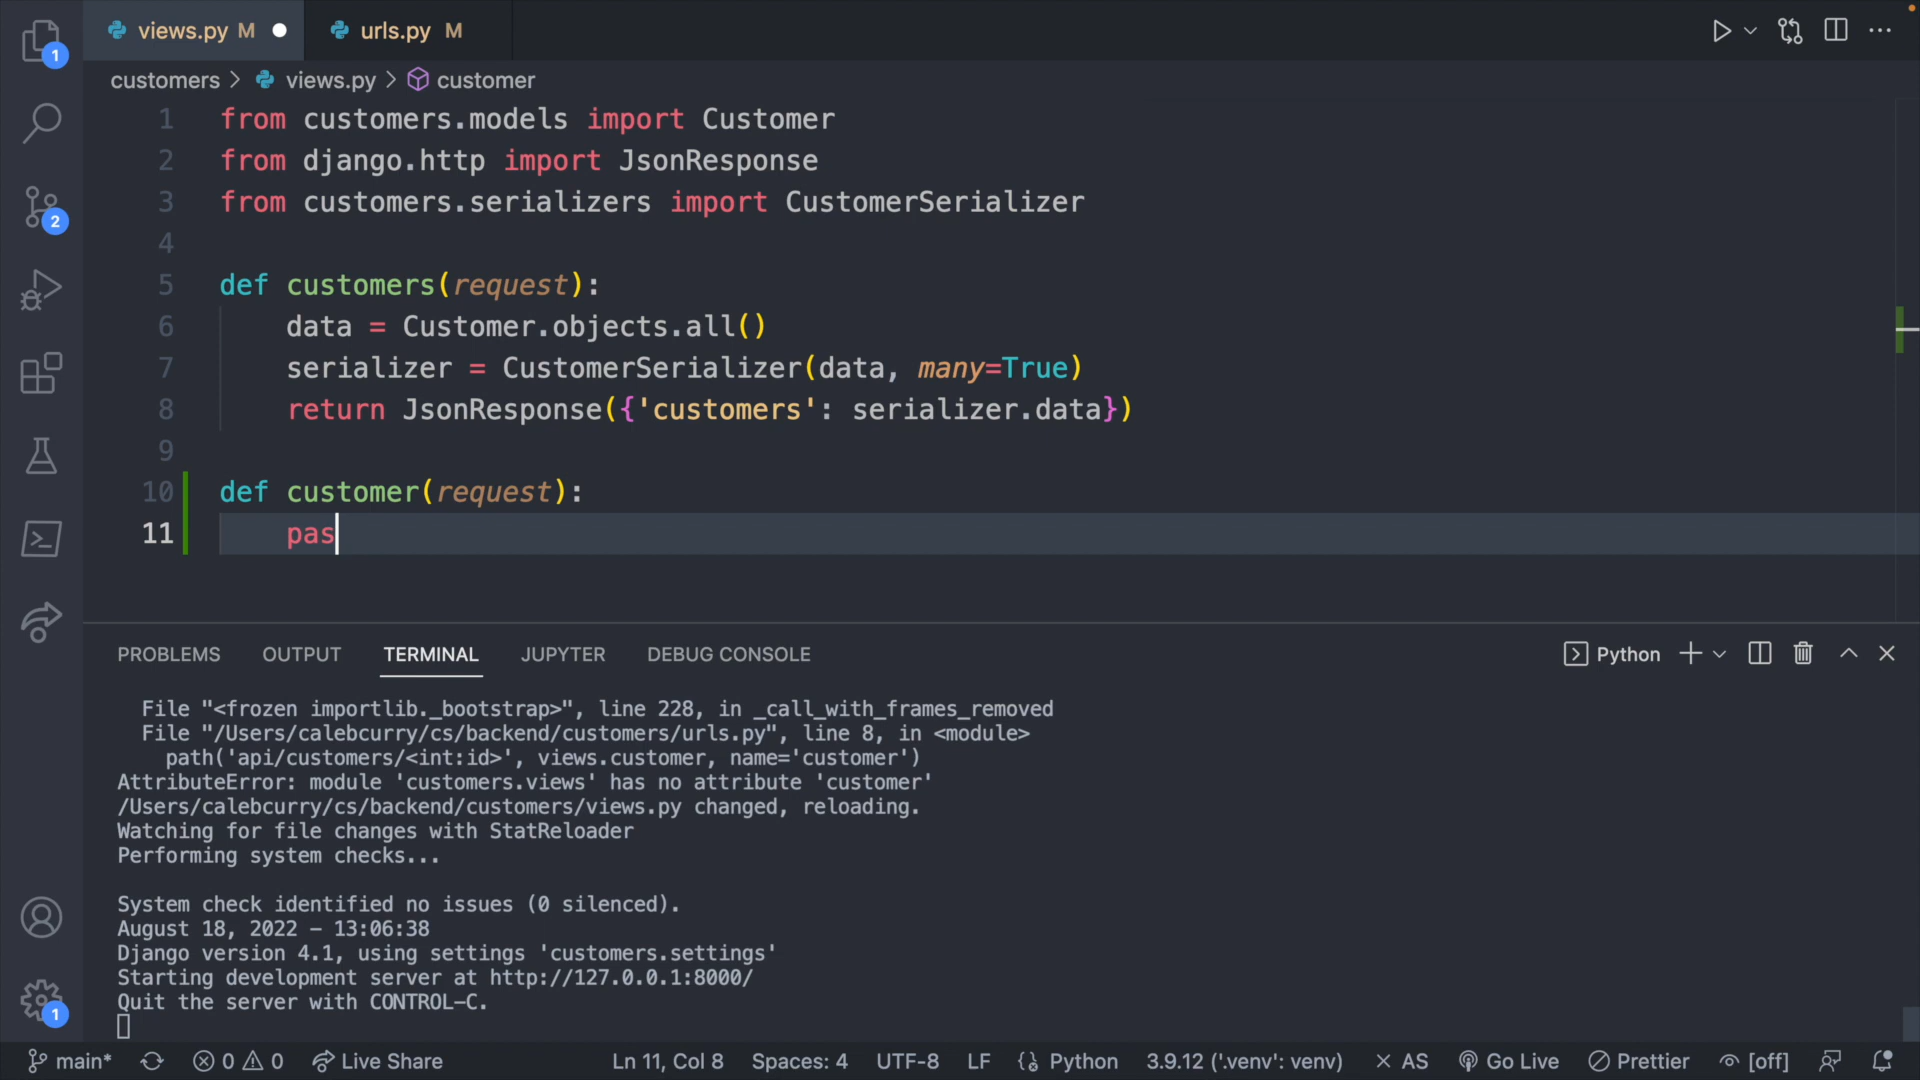 views.py M
urls.py M
customers > views.py > customer
1 from customers.models import Customer
2 from django.http import JsonResponse
3 from customers.serializers import CustomerSerializer
4
5 def customers(request):
6 data = Customer.objects.all()
7 serializer = CustomerSerializer(data, many=True)
8 return JsonResponse({'customers': serializer.data})
9
10 def customer(request):
11 pas
1
2
1
PROBLEMS OUTPUT TERMINAL JUPYTER DEBUG CONSOLE
Python
File "<frozen importlib._bootstrap>", line 228, in _call_with_frames_removed
File "/Users/calebcurry/cs/backend/customers/urls.py", line 8, in <module>
path('api/customers/<int:id>', views.customer, name='customer')
AttributeError: module 'customers.views' has no attribute 'customer'
/Users/calebcurry/cs/backend/customers/views.py changed, reloading.
Watching for file changes with StatReloader
Performing system checks...
System check identified no issues (0 silenced).
August 18, 2022 - 13:06:38
Django version 4.1, using settings 'customers.settings'
Starting development server at http://127.0.0.1:8000/
Quit the server with CONTROL-C.
main* 0 0 Live Share Ln 11, Col 8 Spaces: 4 UTF-8 LF Python 3.9.12 ('.venv': venv) AS Go Live Prettier [off]